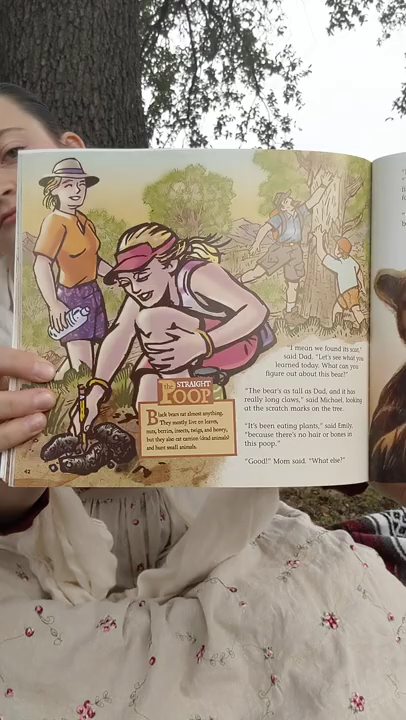 "I mean we found its scat,"
said Dad. "Let's see what you
learned today. What can you
figure out about this bear?"
"The bear's as tall as Dad, and it has
really long claws," said Michael, looking
at the scratch marks on the tree.
"It's been eating plants," said Emily,
"because there's no hair or bones in
this poop."
"Good!" Mom said. "What else?"
the STRAIGHT
POOP
Black bears eat almost anything.
They mostly live on leaves,
nuts, berries, insects, twigs, and honey,
but they also eat carrion (dead animals)
and hunt small animals.
42